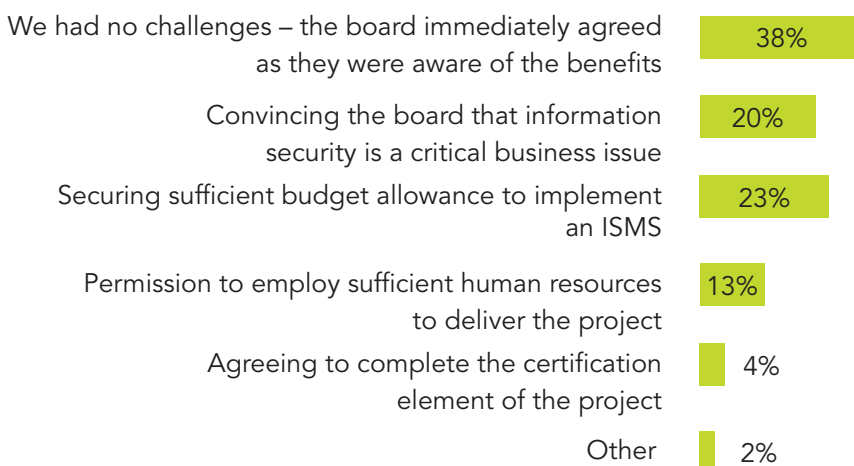 We had no challenges – the board immediately agreed
as they were aware of the benefits
38%
Convincing the board that information
security is a critical business issue
20%
Securing sufficient budget allowance to implement
an ISMS
23%
Permission to employ sufficient human resources
to deliver the project
13%
Agreeing to complete the certification
element of the project
4%
Other
2%